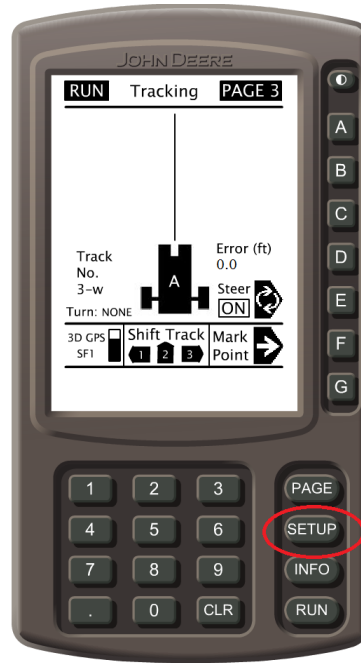 JOHN DEERE
RUN Tracking PAGE 3
A
B
C
D
E
F
G
Track
No.
3-w
Turn: NONE
A
Error (ft)
0.0
Steer
ON
3D GPS
SF1
Shift Track
1 2 3
Mark
Point
1 2 3 PAGE
4 5 6 SETUP
7 8 9 INFO
. 0 CLR RUN